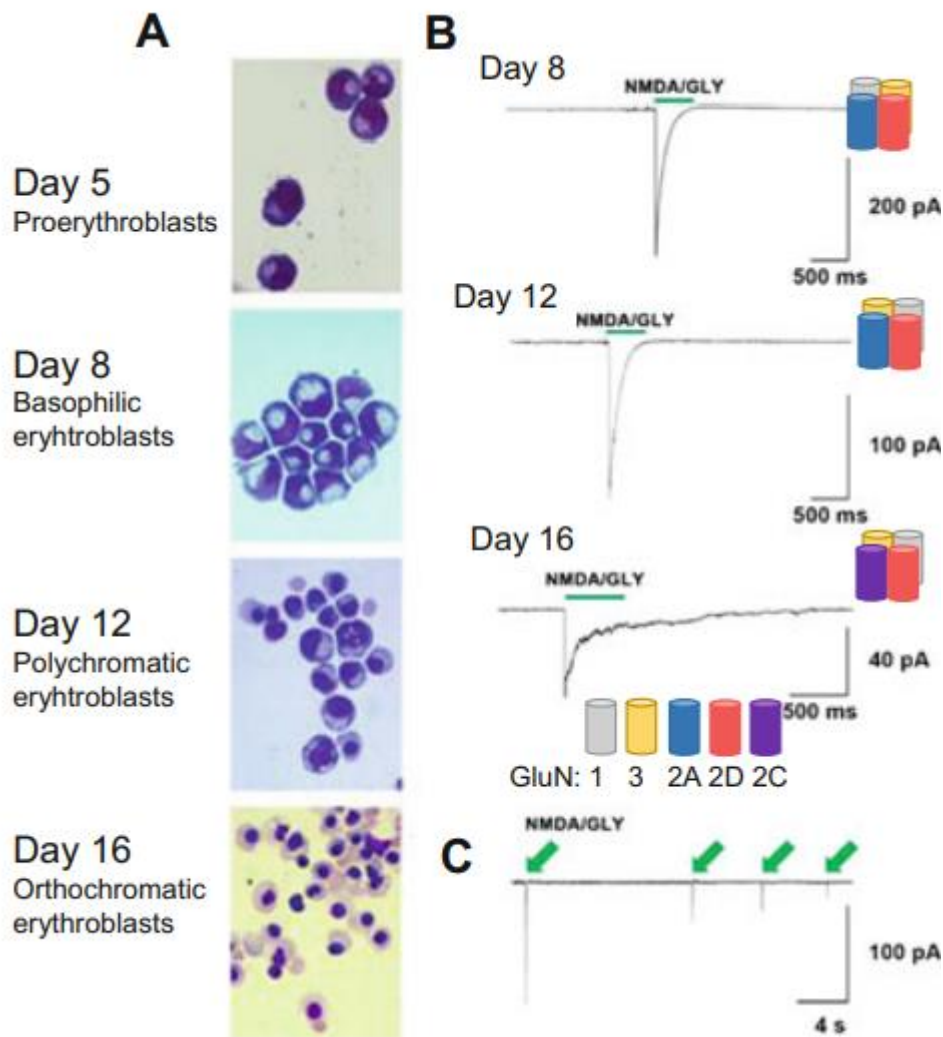 A
Day 5
Proerythroblasts
Day 8
Basophilic
eryhtroblasts
Day 12
Polychromatic
eryhtroblasts
Day 16
Orthochromatic
erythroblasts
B
Day 8
NMDA/GLY
200 pA
500 ms
Day 12
NMDA/GLY
100 pA
500 ms
Day 16
NMDA/GLY
40 pA
500 ms
GluN: 1 3 2A 2D 2C
C
NMDA/GLY
100 pA
4 s